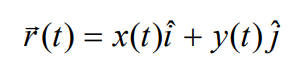 r⃗(t) = x(t)î + y(t)ĵ